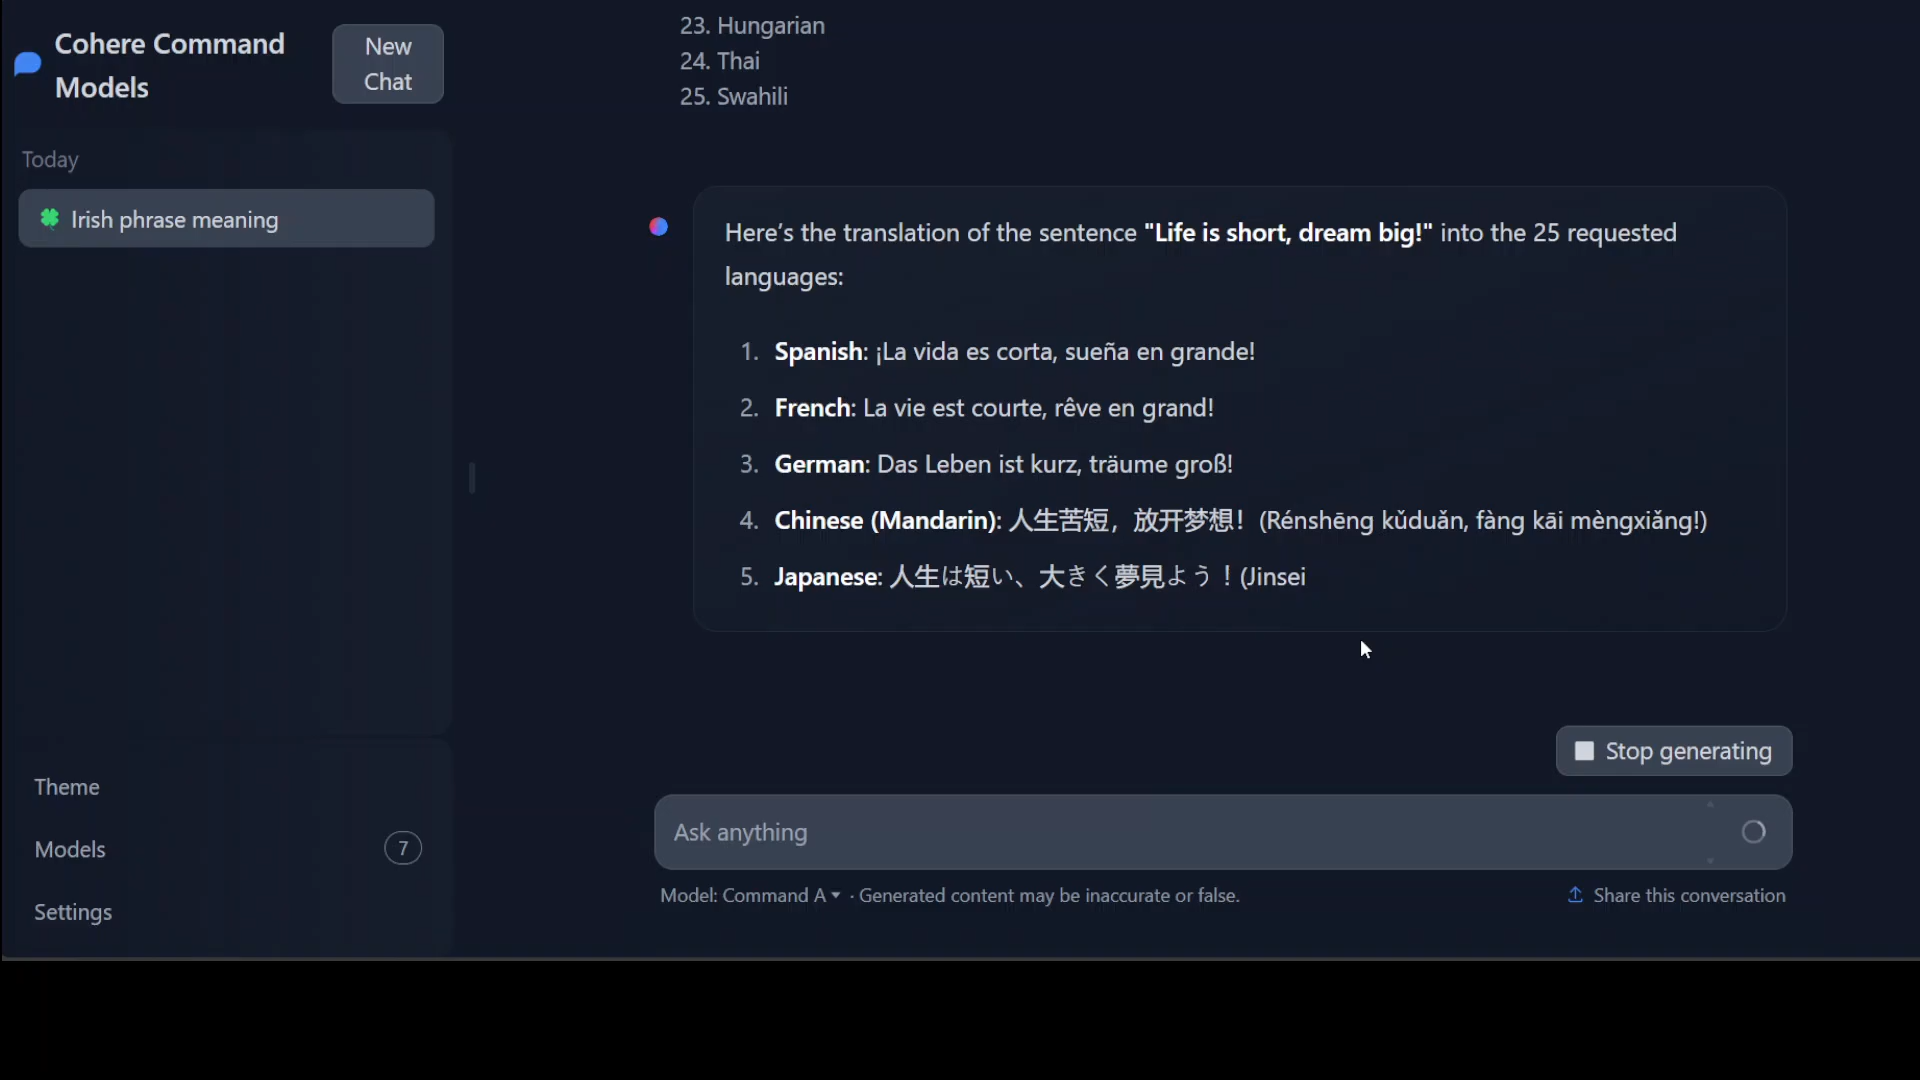 Cohere Command
Models
New
Chat
Today
Irish phrase meaning
Theme
Models
7
Settings
23. Hungarian
24. Thai
25. Swahili
Here’s the translation of the sentence "Life is short, dream big!" into the 25 requested
languages:
1. Spanish: ¡La vida es corta, sueña en grande!
2. French: La vie est courte, rêve en grand!
3. German: Das Leben ist kurz, träume groß!
4. Chinese (Mandarin): 人生苦短，放开梦想！(Rénshēng kǔduǎn, fàng kāi mèngxiǎng!)
5. Japanese: 人生は短い、大きく夢見よう！(Jinsei
Stop generating
Ask anything
Model: Command A · Generated content may be inaccurate or false.
Share this conversation